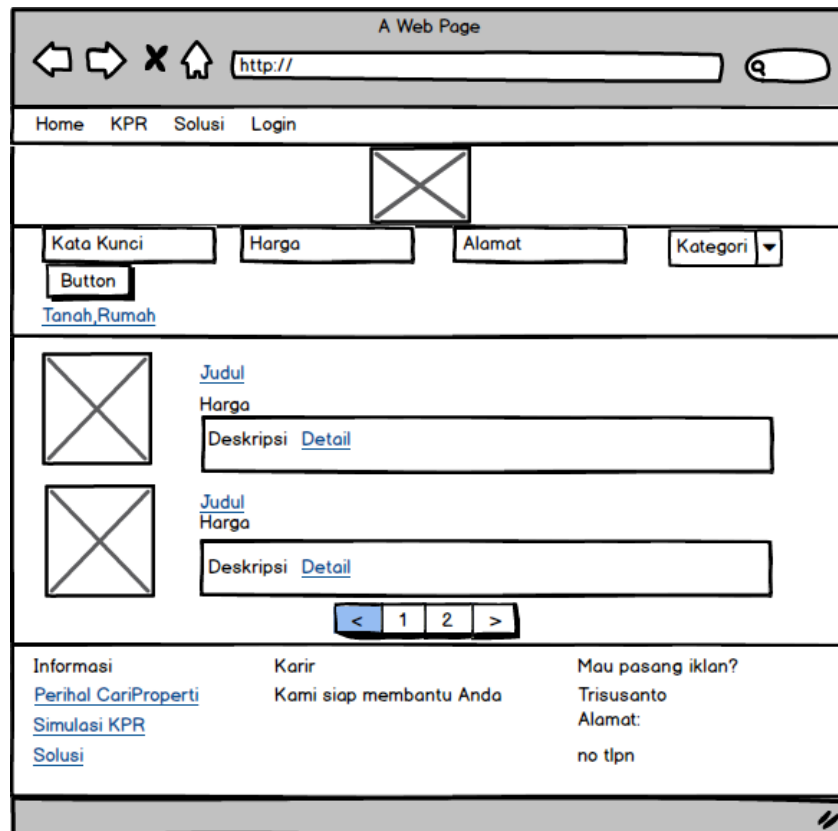 A Web Page
http://
Home KPR Solusi Login
Kata Kunci Harga Alamat Kategori
Button
Tanah,Rumah
Judul
Harga
Deskripsi Detail
Judul
Harga
Deskripsi Detail
< 1 2 >
Informasi Karir Mau pasang iklan?
Perihal CariProperti Kami siap membantu Anda Trisusanto
Simulasi KPR Alamat:
Solusi no tlpn